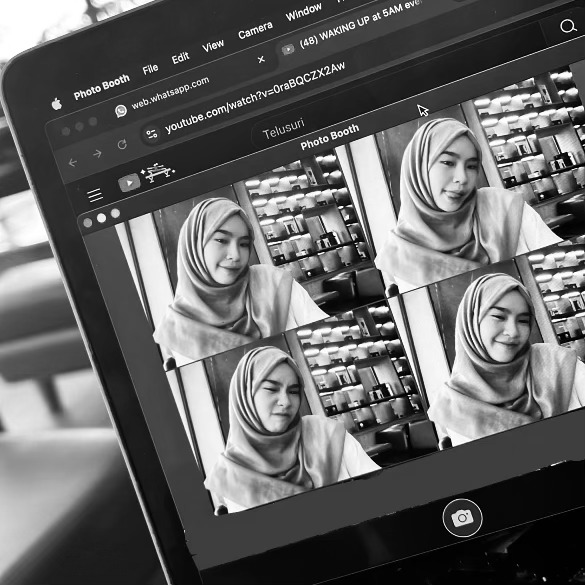 Photo Booth File Edit View Camera Window
web.whatsapp.com
(48) WAKING UP at 5AM eve
youtube.com/watch?v=0raBQCZX2Aw
Telusuri
Photo Booth